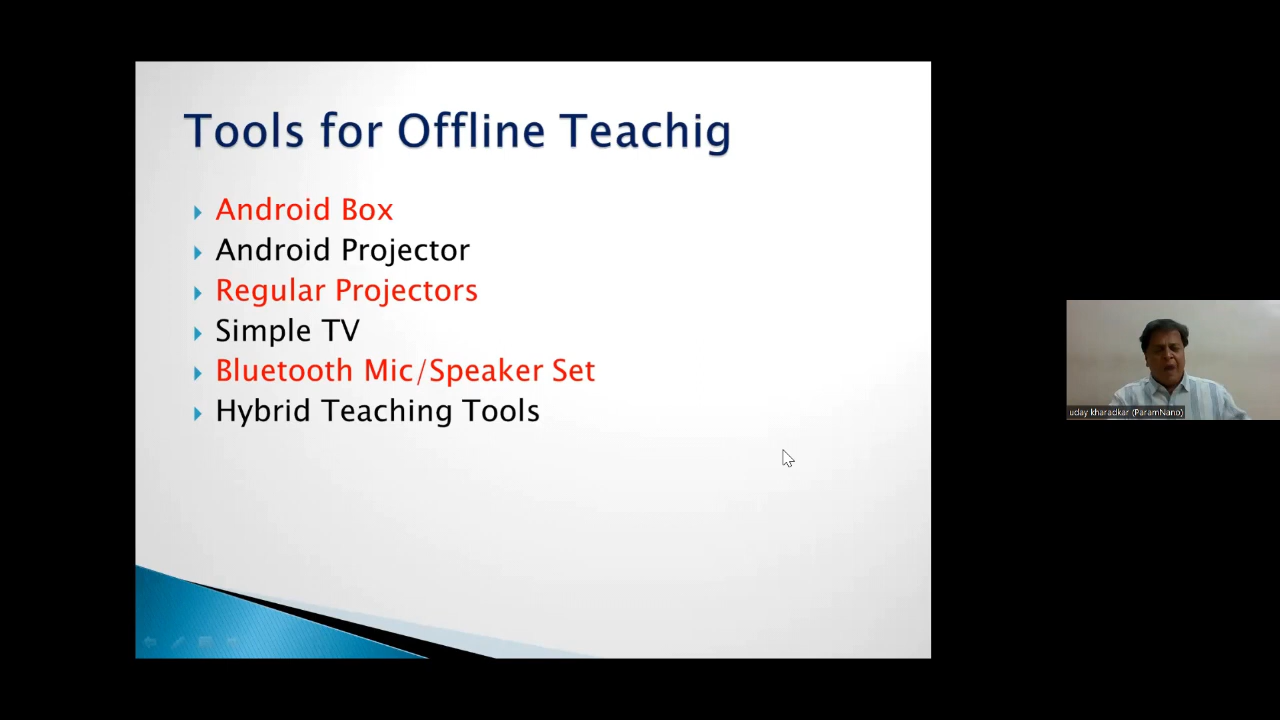 Tools for Offline Teachig
Android Box
Android Projector
Regular Projectors
Simple TV
Bluetooth Mic/Speaker Set
Hybrid Teaching Tools
uday kharadkar (ParamNano)